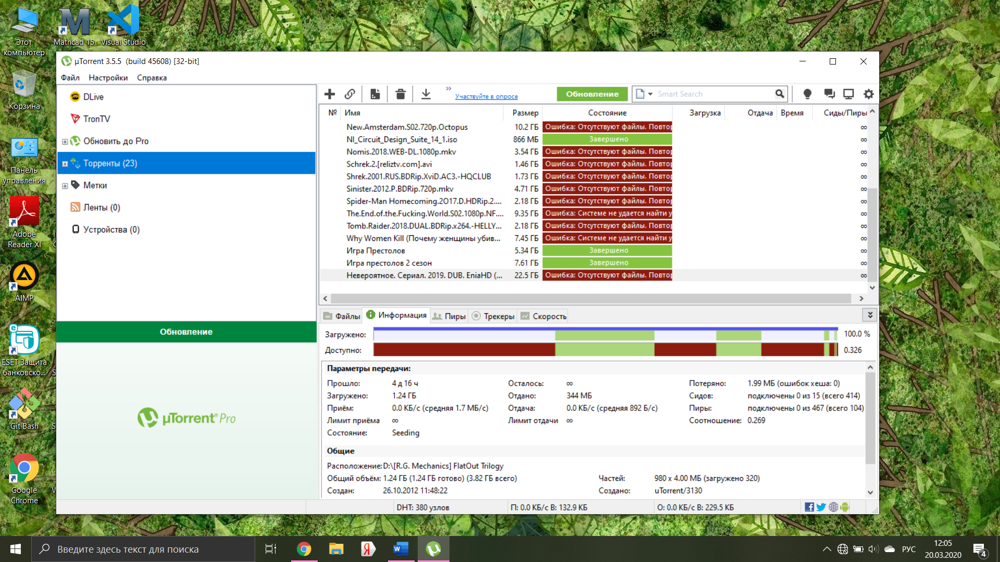 Этот компьютер
Mathcad 15
Visual Studio
Корзина
Панель управления
Adobe Reader XI
AIMP
ESET Защита банковско...
Git Bash
Google Chrome
µTorrent 3.5.5 (build 45608) [32-bit]
Файл Настройки Справка
DLive
TronTV
Обновить до Pro
Торренты (23)
Метки
Ленты (0)
Устройства (0)
Обновление
µTorrent® Pro
Участвуйте в опросе
Обновление
Smart Search
№ Имя Размер Состояние Загрузка Отдача Время Сиды/Пиры
New.Amsterdam.S02.720p.Octopus 10.2 ГБ Ошибка: Отсутствуют файлы. Повтор ∞
NI_Circuit_Design_Suite_14_1.iso 866 МБ Завершено ∞
Nomis.2018.WEB-DL.1080p.mkv 3.54 ГБ Ошибка: Отсутствуют файлы. Повтор ∞
Schrek.2.[reliztv.com].avi 1.46 ГБ Ошибка: Отсутствуют файлы. Повтор ∞
Shrek.2001.RUS.BDRip.XviD.AC3.-HQCLUB 1.73 ГБ Ошибка: Отсутствуют файлы. Повтор ∞
Sinister.2012.P.BDRip.720p.mkv 4.71 ГБ Ошибка: Отсутствуют файлы. Повтор ∞
Spider-Man Homecoming.2O17.D.HDRip.2.... 2.18 ГБ Ошибка: Отсутствуют файлы. Повтор ∞
The.End.of.the.Fucking.World.S02.1080p.NF.... 9.35 ГБ Ошибка: Системе не удается найти у ∞
Tomb.Raider.2018.DUAL.BDRip.x264.-HELLY... 2.18 ГБ Ошибка: Отсутствуют файлы. Повтор ∞
Why Women Kill (Почему женщины убив... 7.45 ГБ Ошибка: Системе не удается найти у ∞
Игра Престолов 5.34 ГБ Завершено ∞
Игра престолов 2 сезон 7.61 ГБ Завершено ∞
Невероятное. Сериал. 2019. DUB. EniaHD (... 22.5 ГБ Ошибка: Отсутствуют файлы. Повтор ∞
Файлы Информация Пиры Трекеры Скорость
Загружено: 100.0 %
Доступно: 0.326
Параметры передачи:
Прошло: 4 д 16 ч Осталось: ∞ Потеряно: 1.99 МБ (ошибок хеша: 0)
Загружено: 1.24 ГБ Отдано: 344 МБ Сидов: подключены 0 из 15 (всего 414)
Приём: 0.0 КБ/с (средняя 1.7 МБ/с) Отдача: 0.0 КБ/с (средняя 892 Б/с) Пиры: подключены 0 из 467 (всего 104)
Лимит приёма ∞ Лимит отдачи ∞ Соотношение: 0.269
Состояние: Seeding
Общие
Расположение: D:\[R.G. Mechanics] FlatOut Trilogy
Общий объём: 1.24 ГБ (1.24 ГБ готово) (3.82 ГБ всего) Частей: 980 x 4.00 МБ (загружено 320)
Создан: 26.10.2012 11:48:22 Создано: uTorrent/3130
DHT: 380 узлов П: 0.0 КБ/с В: 132.9 КБ О: 0.0 КБ/с В: 229.5 КБ
Введите здесь текст для поиска
РУС
12:05
20.03.2020
4